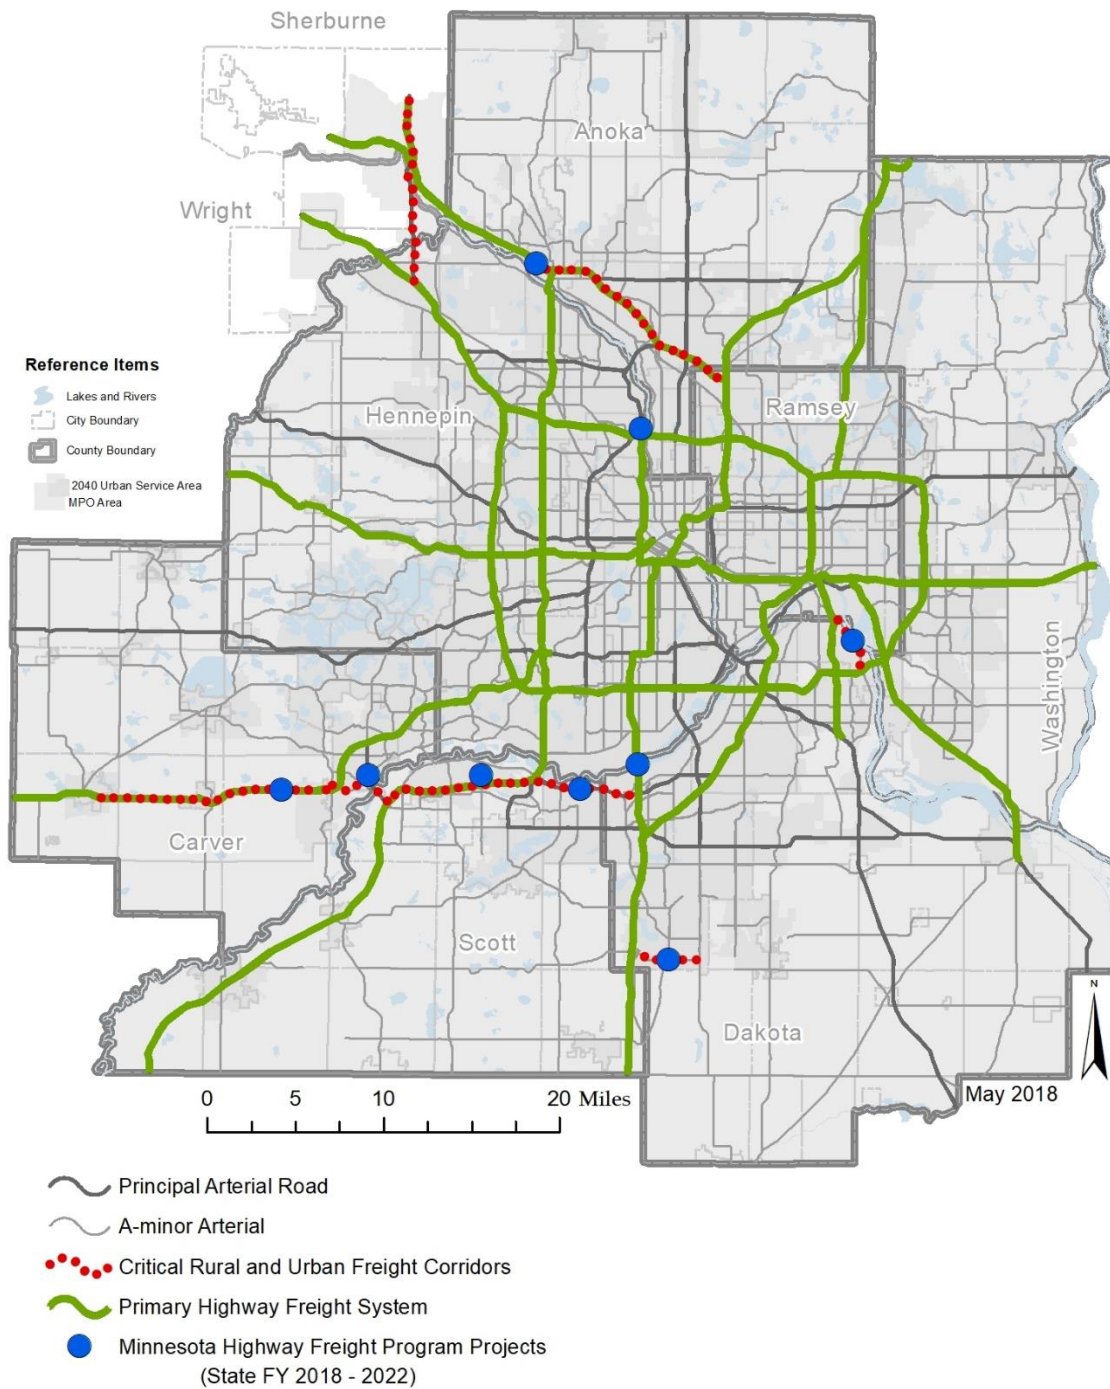 Sherburne
Anoka
Wright
Reference Items
Lakes and Rivers
City Boundary
County Boundary
2040 Urban Service Area
MPO Area
Hennepin
Ramsey
Washington
Carver
Scott
Dakota
N
0 5 10 20 Miles
May 2018
Principal Arterial Road
A-minor Arterial
Critical Rural and Urban Freight Corridors
Primary Highway Freight System
Minnesota Highway Freight Program Projects
(State FY 2018 - 2022)